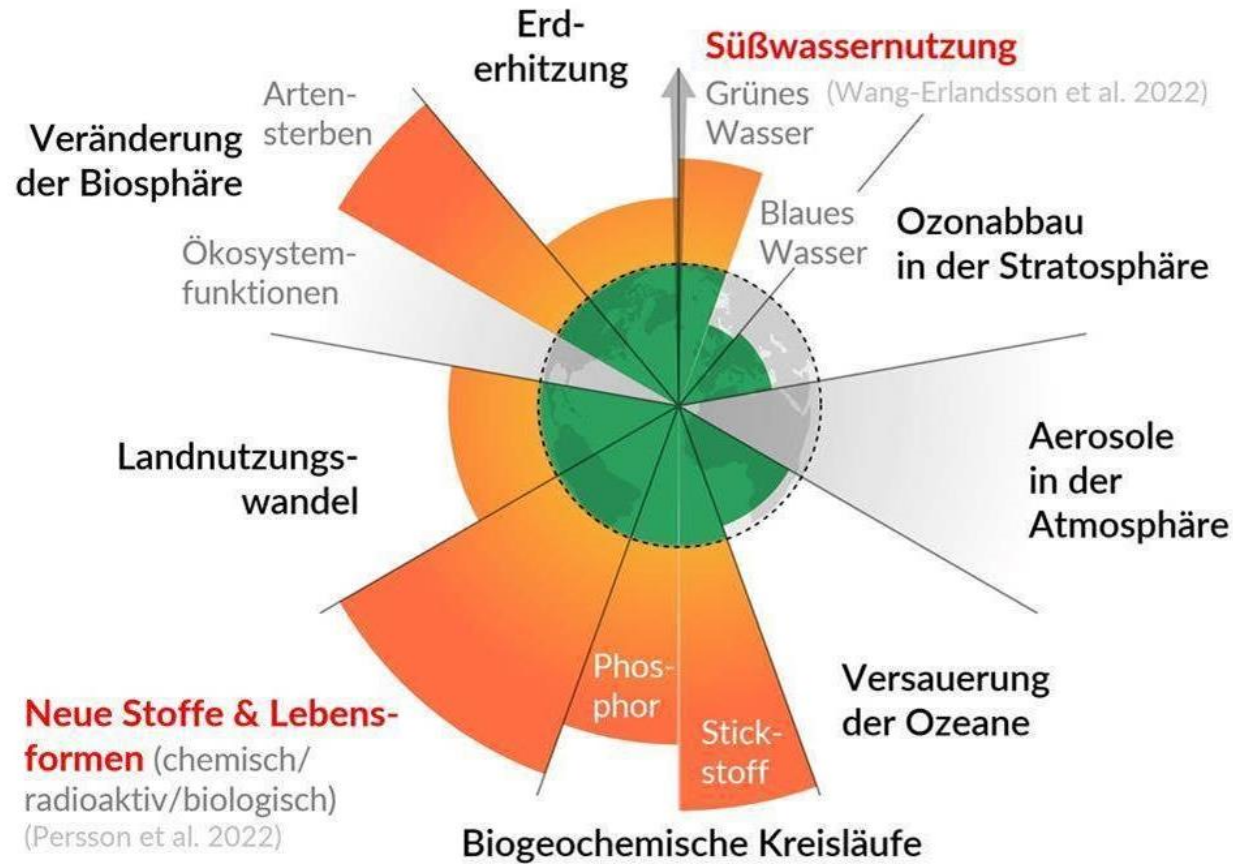 Erd-
erhitzung
Süßwassernutzung
Grünes
Wasser
(Wang-Erlandsson et al. 2022)
Blaues
Wasser
Ozonabbau
in der Stratosphäre
Aerosole
in der
Atmosphäre
Versauerung
der Ozeane
Biogeochemische Kreisläufe
Stick-
stoff
Phos-
phor
Neue Stoffe & Lebens-
formen (chemisch/
radioaktiv/biologisch)
(Persson et al. 2022)
Landnutzungs-
wandel
Veränderung
der Biosphäre
Ökosystem-
funktionen
Arten-
sterben